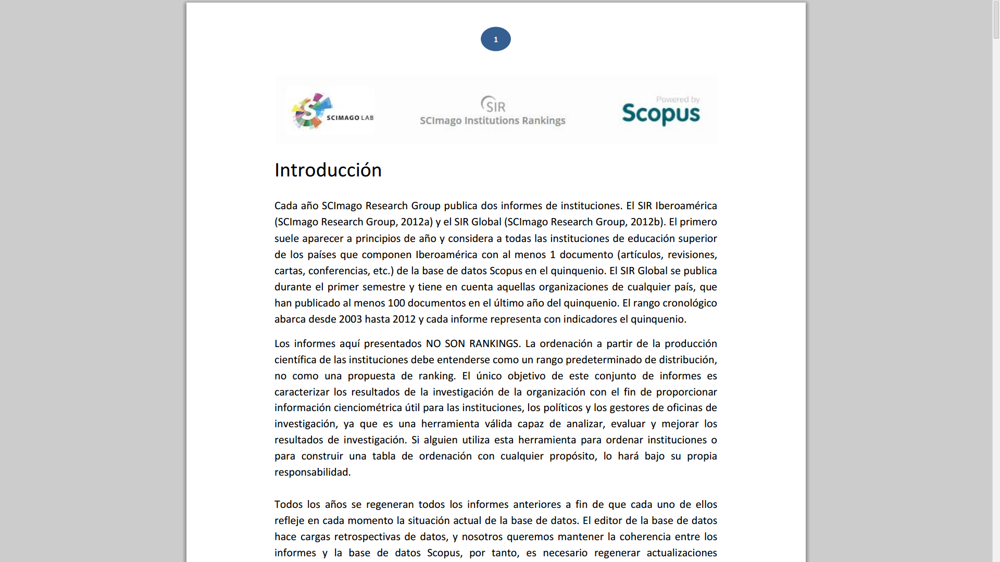 1
SCIMAGO LAB
SIR
SCImago Institutions Rankings
Powered by
Scopus
Introducción
Cada año SCImago Research Group publica dos informes de instituciones. El SIR Iberoamérica
(SCImago Research Group, 2012a) y el SIR Global (SCImago Research Group, 2012b). El primero
suele aparecer a principios de año y considera a todas las instituciones de educación superior
de los países que componen Iberoamérica con al menos 1 documento (artículos, revisiones,
cartas, conferencias, etc.) de la base de datos Scopus en el quinquenio. El SIR Global se publica
durante el primer semestre y tiene en cuenta aquellas organizaciones de cualquier país, que
han publicado al menos 100 documentos en el último año del quinquenio. El rango cronológico
abarca desde 2003 hasta 2012 y cada informe representa con indicadores el quinquenio.
Los informes aquí presentados NO SON RANKINGS. La ordenación a partir de la producción
científica de las instituciones debe entenderse como un rango predeterminado de distribución,
no como una propuesta de ranking. El único objetivo de este conjunto de informes es
caracterizar los resultados de la investigación de la organización con el fin de proporcionar
información cienciométrica útil para las instituciones, los políticos y los gestores de oficinas de
investigación, ya que es una herramienta válida capaz de analizar, evaluar y mejorar los
resultados de investigación. Si alguien utiliza esta herramienta para ordenar instituciones o
para construir una tabla de ordenación con cualquier propósito, lo hará bajo su propia
responsabilidad.
Todos los años se regeneran todos los informes anteriores a fin de que cada uno de ellos
refleje en cada momento la situación actual de la base de datos. El editor de la base de datos
hace cargas retrospectivas de datos, y nosotros queremos mantener la coherencia entre los
informes y la base de datos Scopus, por tanto, es necesario regenerar actualizaciones